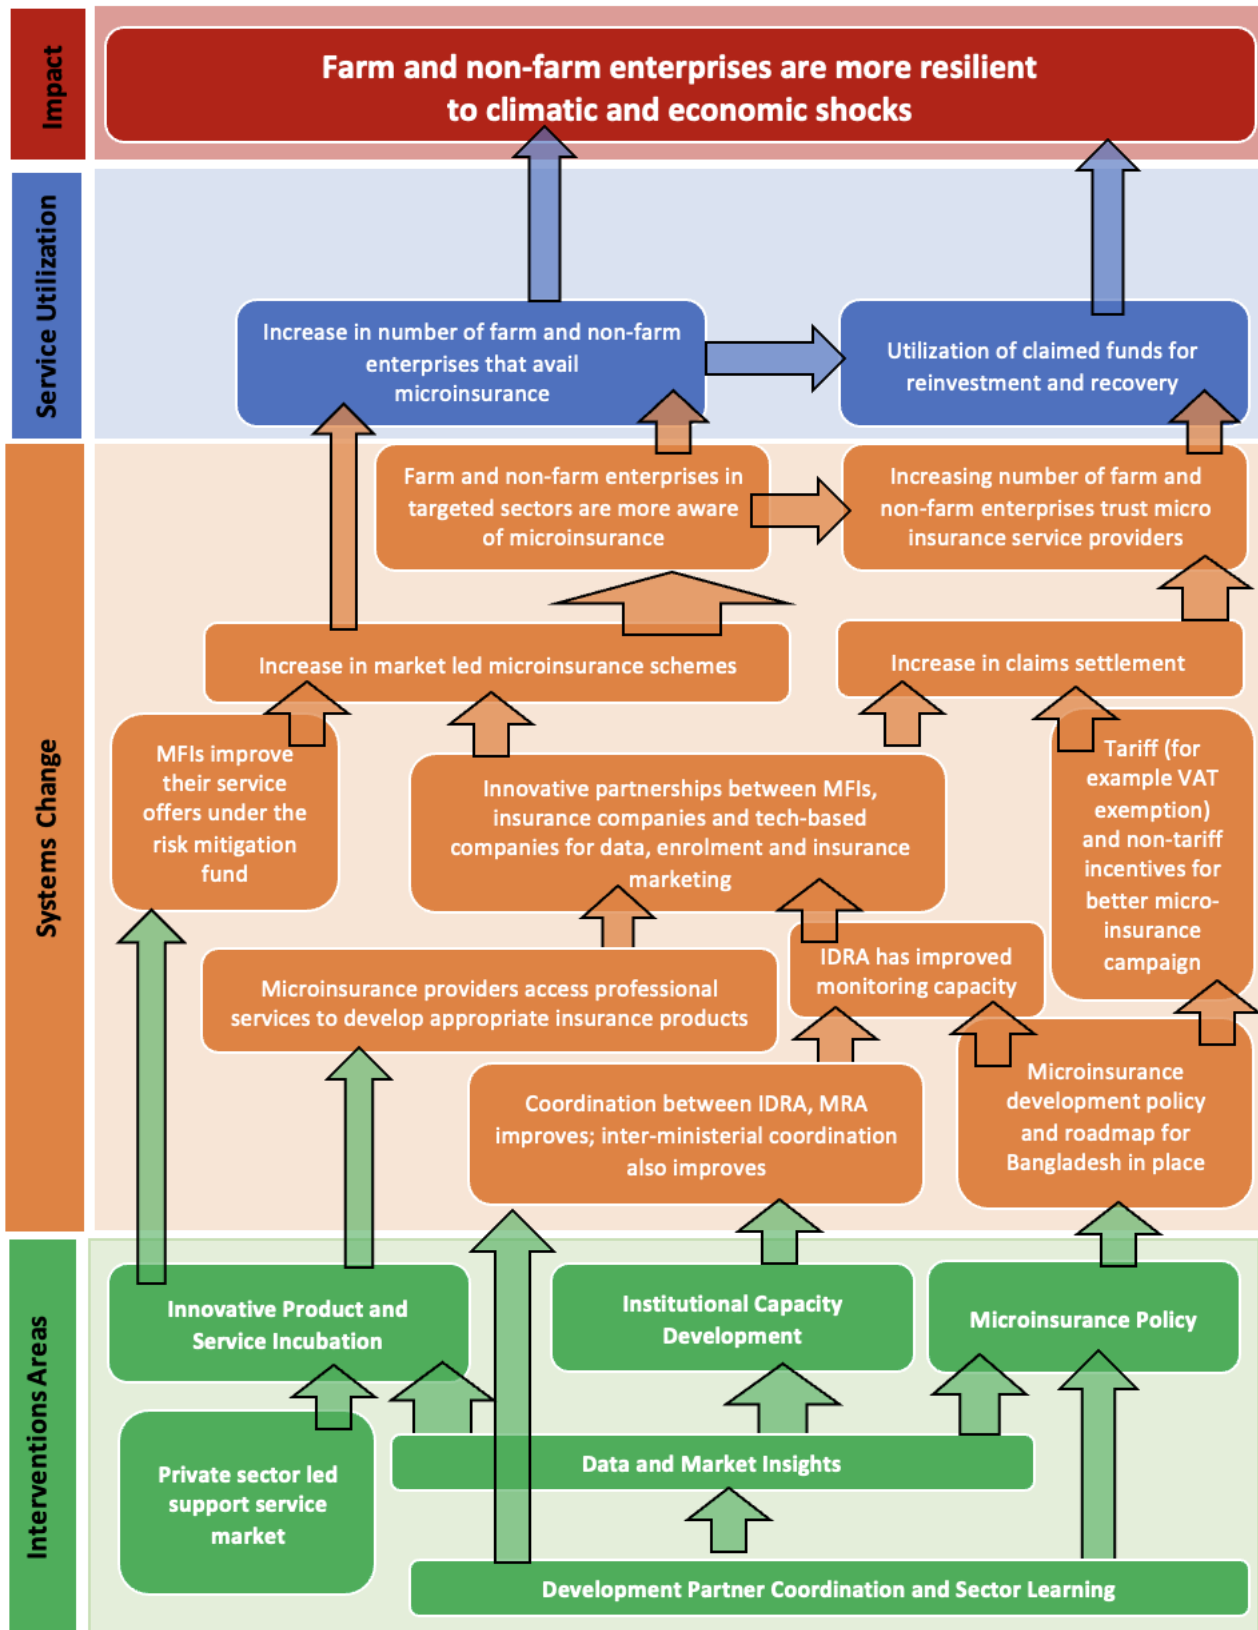 Impact
Farm and non-farm enterprises are more resilient
to climatic and economic shocks
Service Utilization
Increase in number of farm and non-farm
enterprises that avail
microinsurance
Utilization of claimed funds for
reinvestment and recovery
Systems Change
Farm and non-farm enterprises in
targeted sectors are more aware
of microinsurance
Increasing number of farm and
non-farm enterprises trust micro
insurance service providers
Increase in market led microinsurance schemes
Increase in claims settlement
MFIs improve
their service
offers under the
risk mitigation
fund
Innovative partnerships between MFIs,
insurance companies and tech-based
companies for data, enrolment and insurance
marketing
Tariff (for
example VAT
exemption)
and non-tariff
incentives for
better micro-
insurance
campaign
Microinsurance providers access professional
services to develop appropriate insurance products
IDRA has improved
monitoring capacity
Coordination between IDRA, MRA
improves; inter-ministerial coordination
also improves
Microinsurance
development policy
and roadmap for
Bangladesh in place
Interventions Areas
Innovative Product and
Service Incubation
Institutional Capacity
Development
Microinsurance Policy
Private sector led
support service
market
Data and Market Insights
Development Partner Coordination and Sector Learning